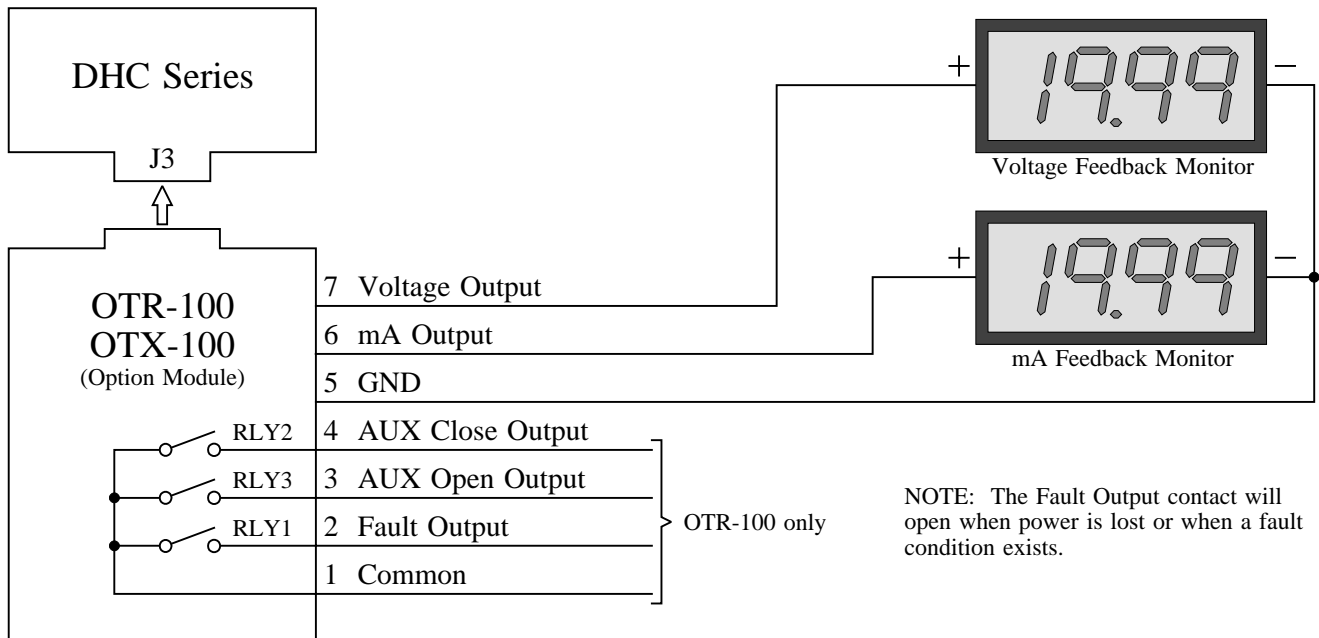 DHC Series
J3
+
19.99
−
Voltage Feedback Monitor
+
19.99
−
mA Feedback Monitor
OTR-100
OTX-100
(Option Module)
7 Voltage Output
6 mA Output
5 GND
RLY2 4 AUX Close Output
RLY3 3 AUX Open Output
RLY1 2 Fault Output
1 Common
OTR-100 only
NOTE: The Fault Output contact will
open when power is lost or when a fault
condition exists.